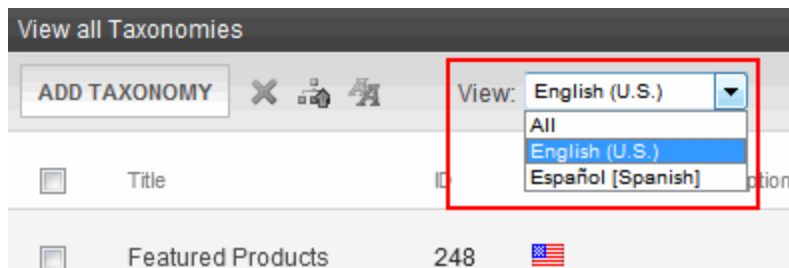 View all Taxonomies
ADD TAXONOMY View: English (U.S.)
All
English (U.S.)
Español [Spanish]
Title ID
Featured Products 248